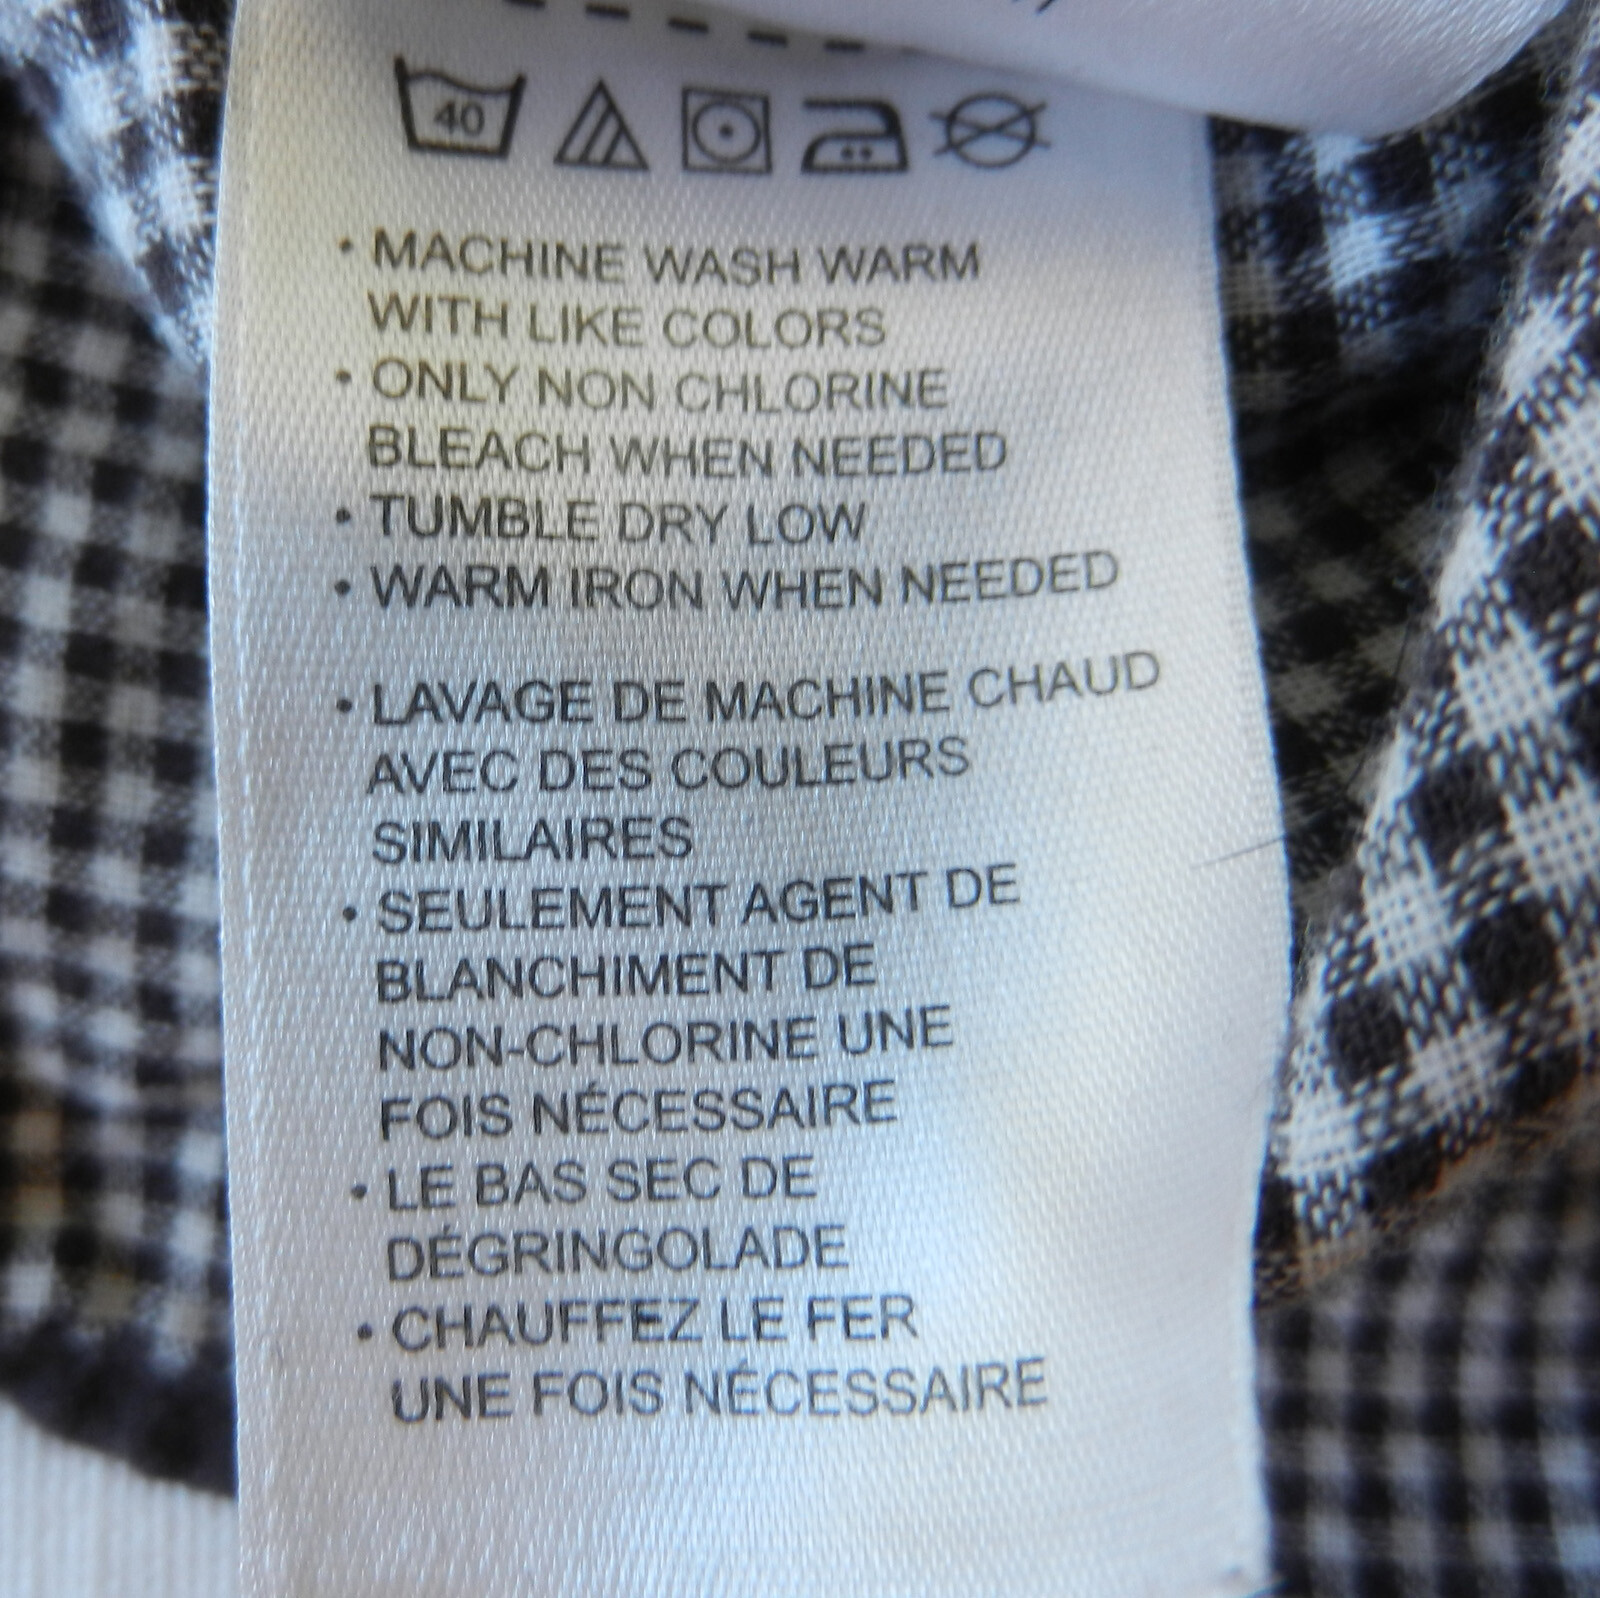 40
• MACHINE WASH WARM
WITH LIKE COLORS
• ONLY NON CHLORINE
BLEACH WHEN NEEDED
• TUMBLE DRY LOW
• WARM IRON WHEN NEEDED
• LAVAGE DE MACHINE CHAUD
AVEC DES COULEURS
SIMILAIRES
• SEULEMENT AGENT DE
BLANCHIMENT DE
NON-CHLORINE UNE
FOIS NÉCESSAIRE
• LE BAS SEC DE
DÉGRINGOLADE
• CHAUFFEZ LE FER
UNE FOIS NÉCESSAIRE